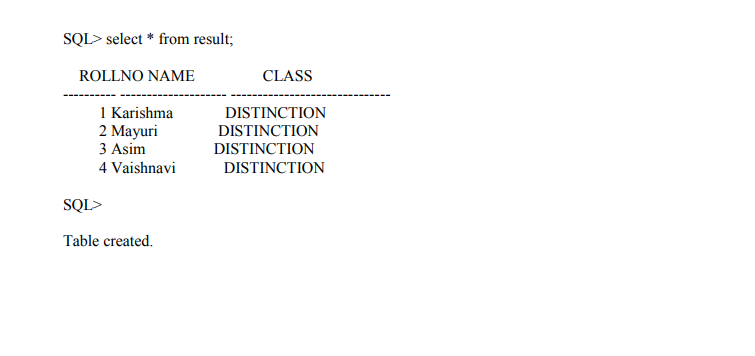 SQL> select * from result;
ROLLNO NAME CLASS
---------- -------------------- ------------------------------
1 Karishma DISTINCTION
2 Mayuri DISTINCTION
3 Asim DISTINCTION
4 Vaishnavi DISTINCTION
SQL>
Table created.